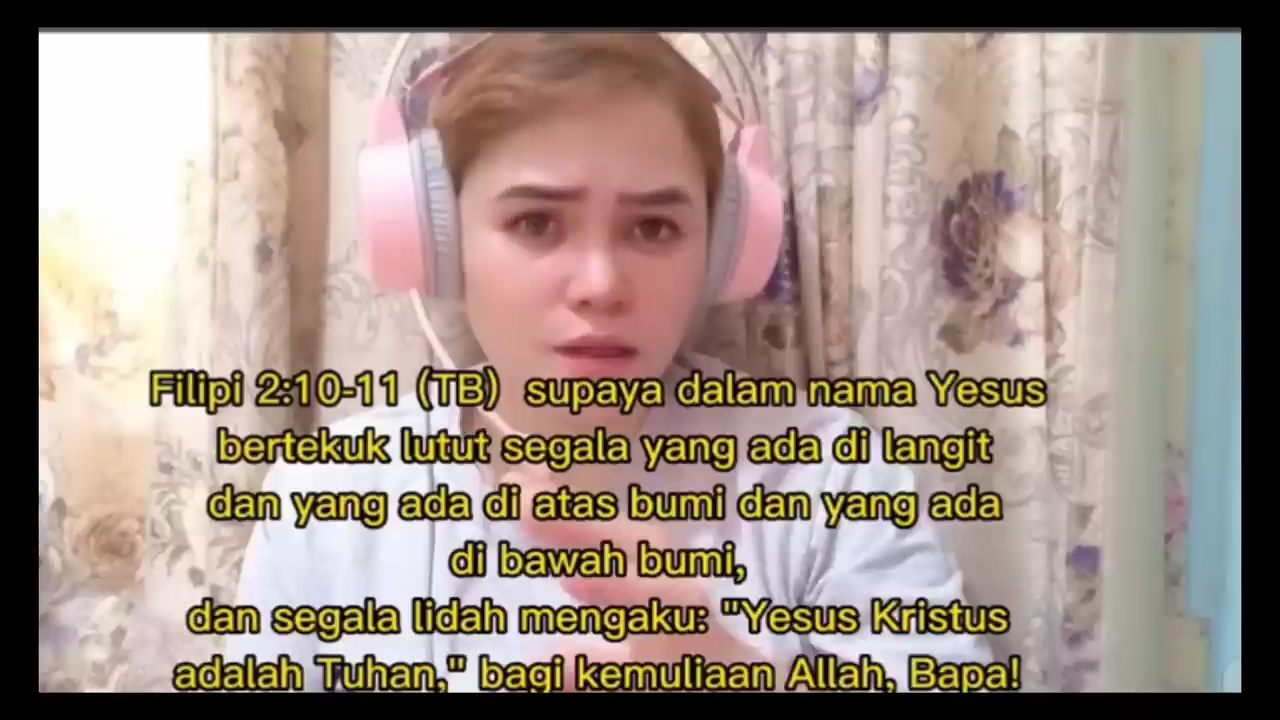 Filipi 2:10-11 (TB) supaya dalam nama Yesus
bertekuk lutut segala yang ada di langit
dan yang ada di atas bumi dan yang ada
di bawah bumi,
dan segala lidah mengaku: "Yesus Kristus
adalah Tuhan," bagi kemuliaan Allah, Bapa!